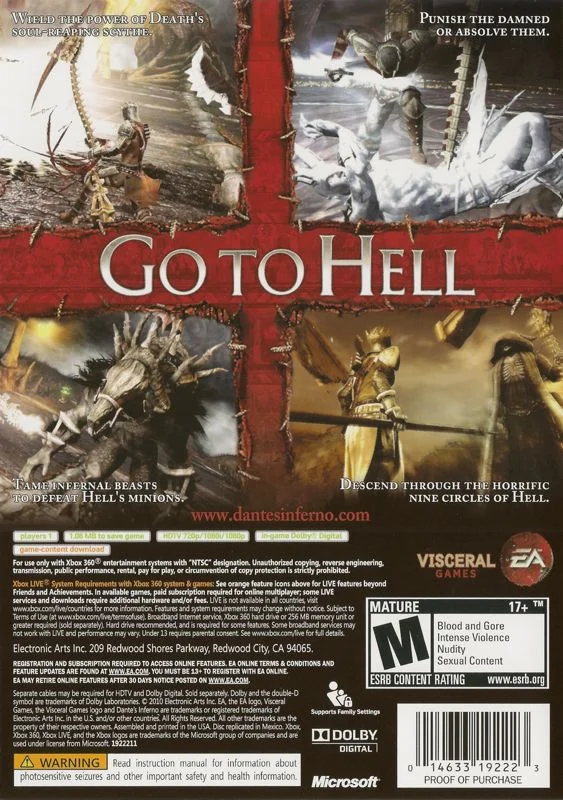 WIELD THE POWER OF DEATH'S
SOUL-REAPING SCYTHE.
PUNISH THE DAMNED
OR ABSOLVE THEM.
GO TO HELL
TAME INFERNAL BEASTS
TO DEFEAT HELL'S MINIONS.
DESCEND THROUGH THE HORRIFIC
NINE CIRCLES OF HELL.
www.dantesinferno.com
players 1
1.08 MB to save game
HDTV 720p/1080i/1080p
in-game Dolby® Digital
game-content download
For use only with Xbox 360® entertainment systems with "NTSC" designation. Unauthorized copying, reverse engineering,
transmission, public performance, rental, pay for play, or circumvention of copy protection is strictly prohibited.
Xbox LIVE® System Requirements with Xbox 360 system & games: See orange feature icons above for LIVE features beyond
Friends and Achievements. In available games, paid subscription required for online multiplayer; some LIVE
services and downloads require additional hardware and/or fees. LIVE is not available in all countries, visit
www.xbox.com/live/countries for more information. Features and system requirements may change without notice. Subject to
Terms of Use (at www.xbox.com/live/termsofuse). Broadband Internet service, Xbox 360 hard drive or 256 MB memory unit or
greater required (sold separately). Hard drive recommended, and is required for some features. Some broadband services may
not work with LIVE and performance may vary. Under 13 requires parental consent. See www.xbox.com/live for full details.
Electronic Arts Inc. 209 Redwood Shores Parkway, Redwood City, CA 94065.
REGISTRATION AND SUBSCRIPTION REQUIRED TO ACCESS ONLINE FEATURES. EA ONLINE TERMS & CONDITIONS AND
FEATURE UPDATES ARE FOUND AT WWW.EA.COM. YOU MUST BE 13+ TO REGISTER WITH EA ONLINE.
EA MAY RETIRE ONLINE FEATURES AFTER 30 DAYS NOTICE POSTED ON WWW.EA.COM.
Separate cables may be required for HDTV and Dolby Digital. Sold separately. Dolby and the double-D
symbol are trademarks of Dolby Laboratories. © 2010 Electronic Arts Inc. EA, the EA logo, Visceral
Games, the Visceral Games logo and Dante's Inferno are trademarks or registered trademarks of
Electronic Arts Inc. in the U.S. and/or other countries. All Rights Reserved. All other trademarks are the
property of their respective owners. Assembled and printed in the USA. Disc replicated in Mexico. Xbox,
Xbox 360, Xbox LIVE, and the Xbox logos are trademarks of the Microsoft group of companies and are
used under license from Microsoft. 1922211
WARNING
Read instruction manual for information about
photosensitive seizures and other important safety and health information.
VISCERAL
GAMES
EA
MATURE 17+ ™
M
Blood and Gore
Intense Violence
Nudity
Sexual Content
ESRB CONTENT RATING www.esrb.org
Supports Family Settings
DOLBY
DIGITAL
Microsoft®
0 14633 19222 3
PROOF OF PURCHASE